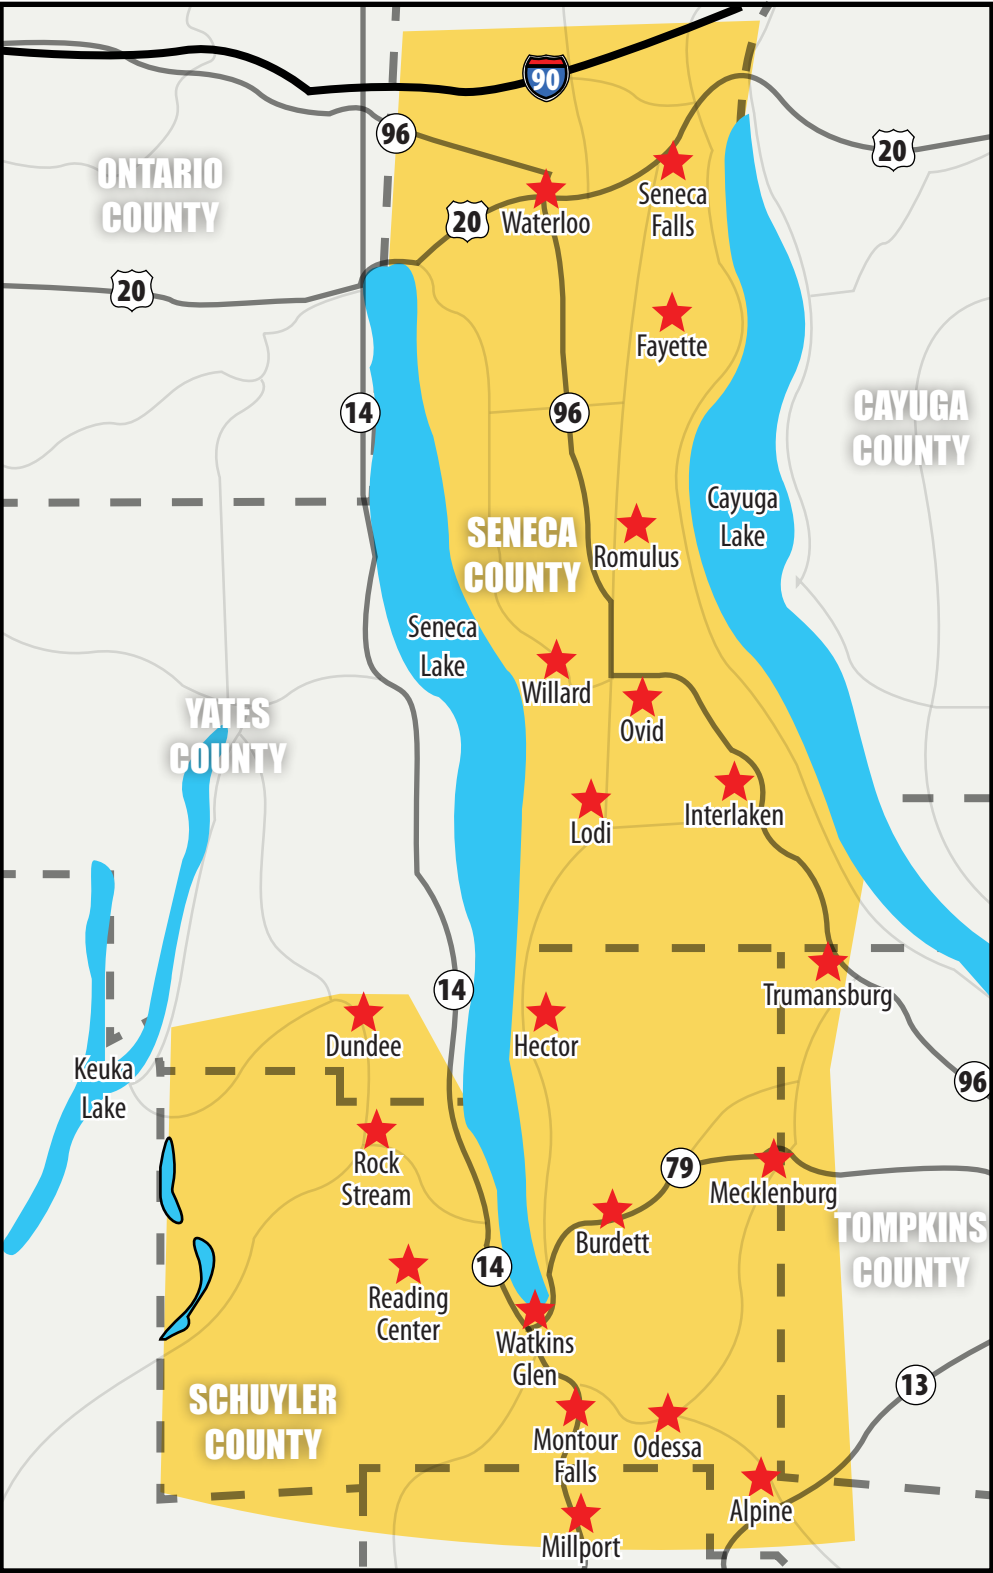 90
96
20
ONTARIO
COUNTY
20
Waterloo
Seneca
Falls
20
Fayette
14
96
CAYUGA
COUNTY
Cayuga
Lake
SENECA
COUNTY
Romulus
Seneca
Lake
Willard
Ovid
YATES
COUNTY
Lodi
Interlaken
14
Trumansburg
Dundee
Hector
Keuka
Lake
96
Rock
Stream
79
Mecklenburg
Burdett
TOMPKINS
COUNTY
14
Reading
Center
Watkins
Glen
13
SCHUYLER
COUNTY
Montour
Falls
Odessa
Alpine
Millport